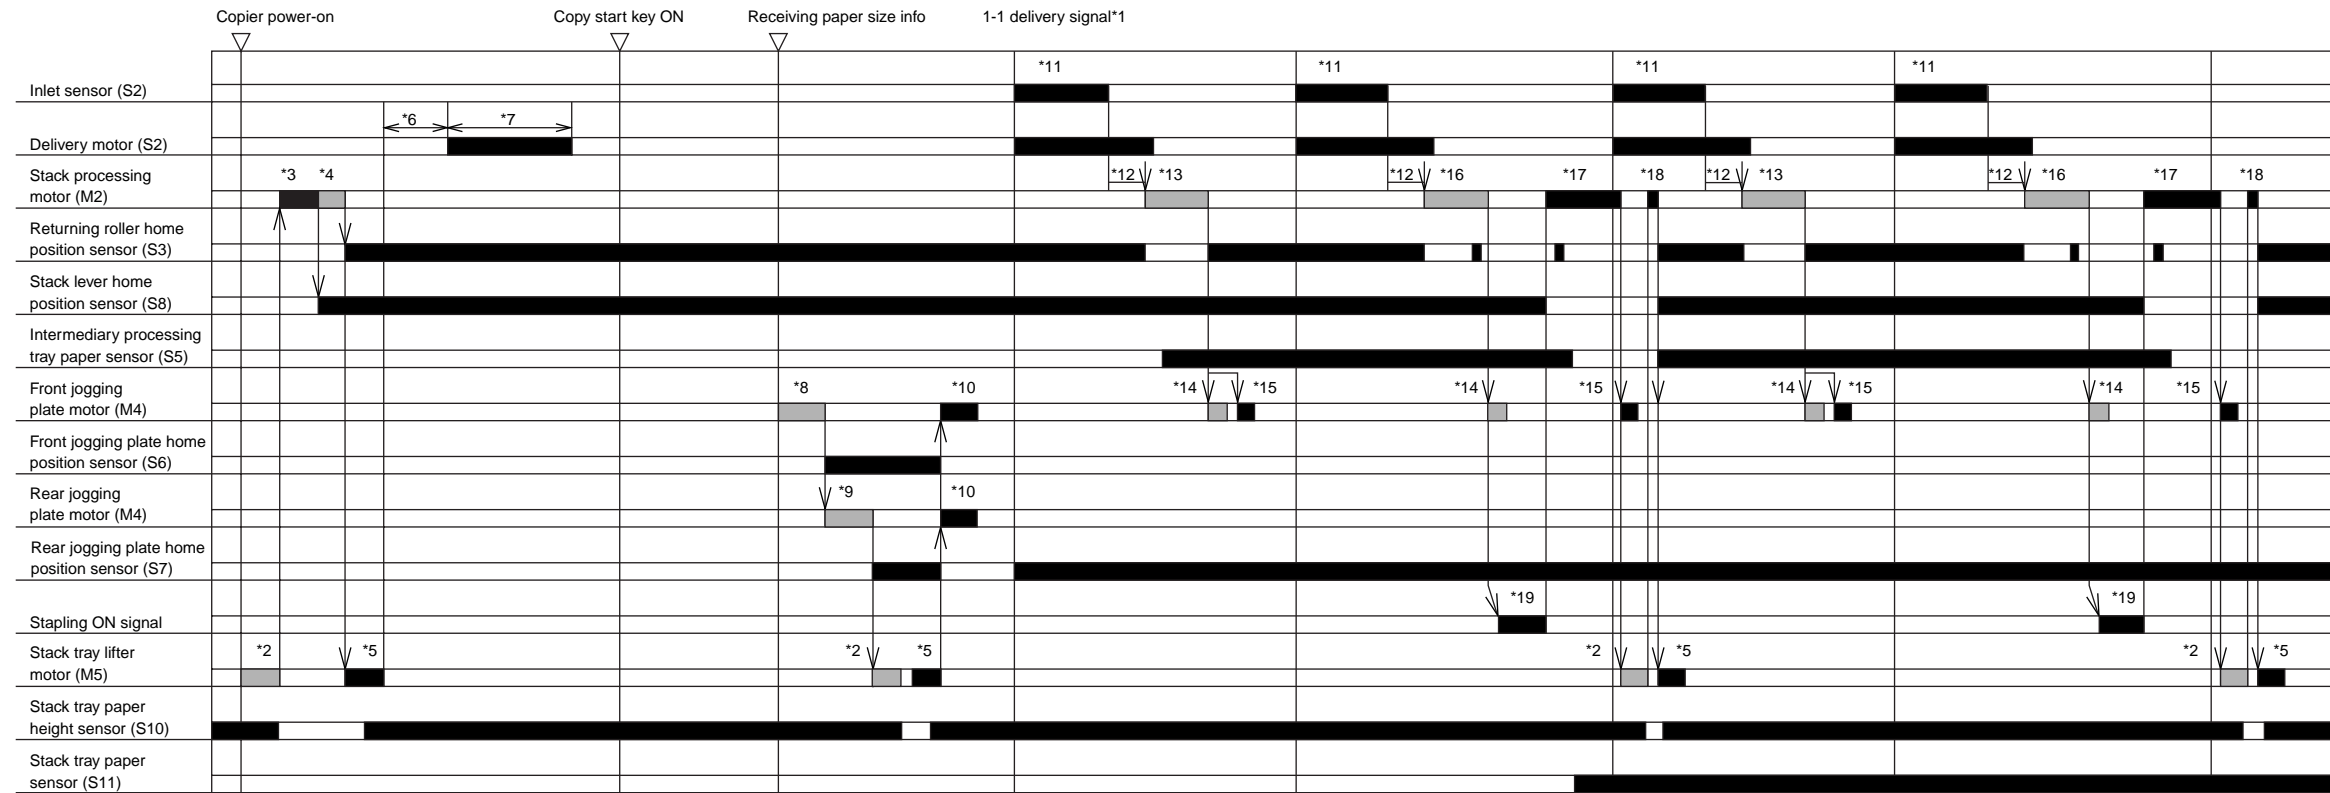 Copier power-on Copy start key ON Receiving paper size info 1-1 delivery signal*1
*11 *11 *11 *11
Inlet sensor (S2)
*6 *7
Delivery motor (S2)
Stack processing
motor (M2)
*3 *4 *12 *13 *12 *16 *17 *18 *12 *13 *12 *16 *17 *18
Returning roller home
position sensor (S3)
Stack lever home
position sensor (S8)
Intermediary processing
tray paper sensor (S5)
Front jogging
plate motor (M4)
*8 *10 *14 *15 *14 *15 *14 *15 *14 *15
Front jogging plate home
position sensor (S6)
Rear jogging
plate motor (M4)
*9 *10
Rear jogging plate home
position sensor (S7)
*19 *19
Stapling ON signal
Stack tray lifter
motor (M5)
*2 *5 *2 *5 *2 *5 *2 *5
Stack tray paper
height sensor (S10)
Stack tray paper
sensor (S11)